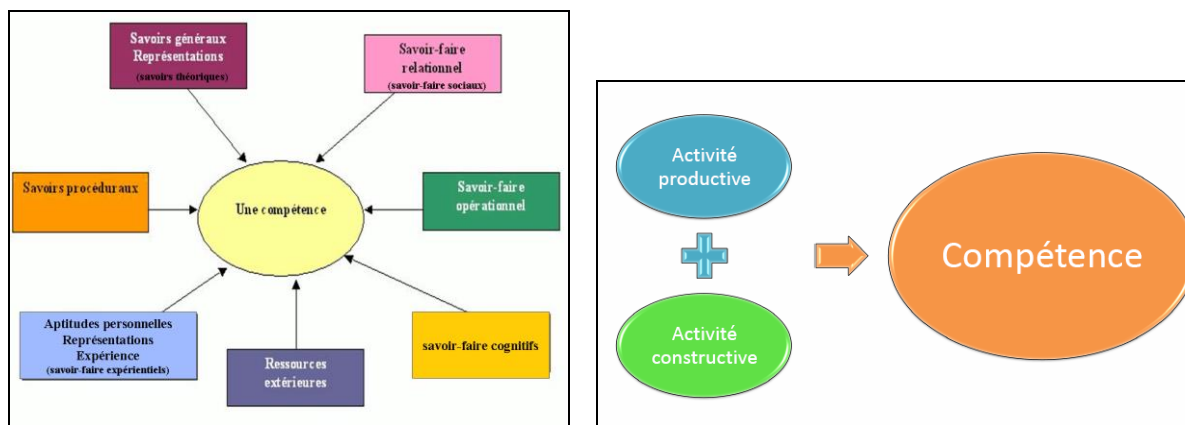 Savoirs généraux
Représentations
(savoirs théoriques)
Savoir-faire
relationnel
(savoir-faire sociaux)
Savoirs procéduraux
Une compétence
Savoir-faire
opérationnel
Aptitudes personnelles
Représentations
Expérience
(savoir-faire expérientiels)
Ressources
extérieures
savoir-faire cognitifs
Activité
productive
Activité
constructive
Compétence